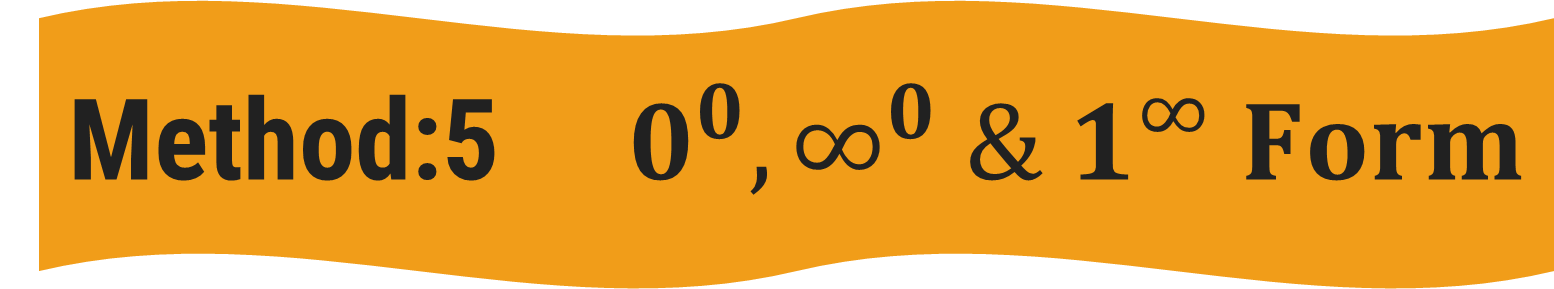 Method:5 0⁰, ∞⁰ & 1^∞ Form